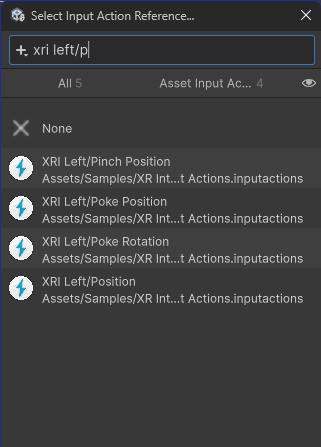 Select Input Action Reference...
xri left/p
All 5 Asset Input Ac... 4
None
XRI Left/Pinch Position
Assets/Samples/XR Int...t Actions.inputactions
XRI Left/Poke Position
Assets/Samples/XR Int...t Actions.inputactions
XRI Left/Poke Rotation
Assets/Samples/XR Int...t Actions.inputactions
XRI Left/Position
Assets/Samples/XR Int...t Actions.inputactions